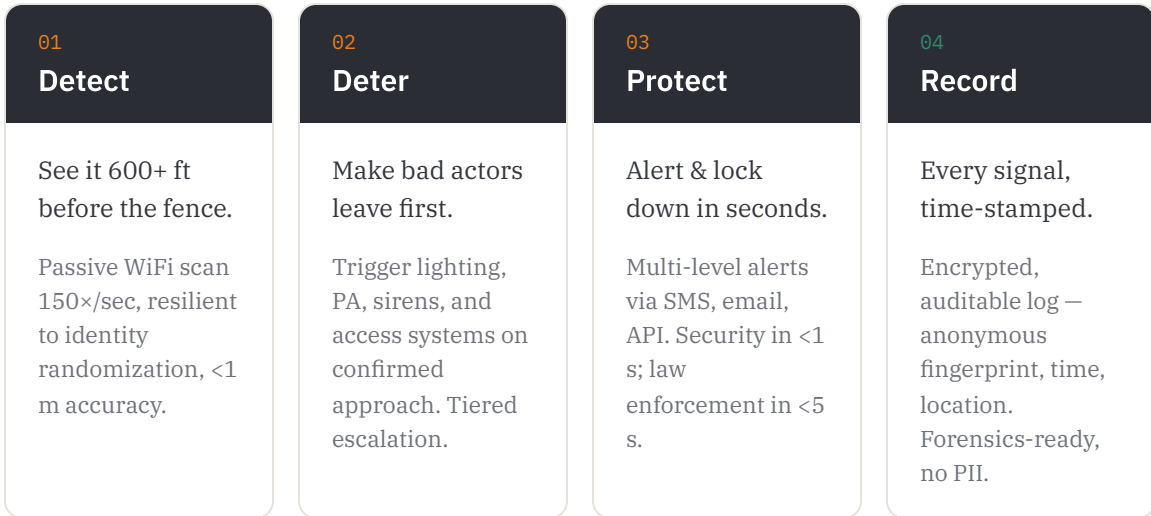 01
Detect
See it 600+ ft
before the fence.
Passive WiFi scan
150×/sec, resilient
to identity
randomization, <1
m accuracy.
02
Deter
Make bad actors
leave first.
Trigger lighting,
PA, sirens, and
access systems on
confirmed
approach. Tiered
escalation.
03
Protect
Alert & lock
down in seconds.
Multi-level alerts
via SMS, email,
API. Security in <1
s; law
enforcement in <5
s.
04
Record
Every signal,
time-stamped.
Encrypted,
auditable log —
anonymous
fingerprint, time,
location.
Forensics-ready,
no PII.